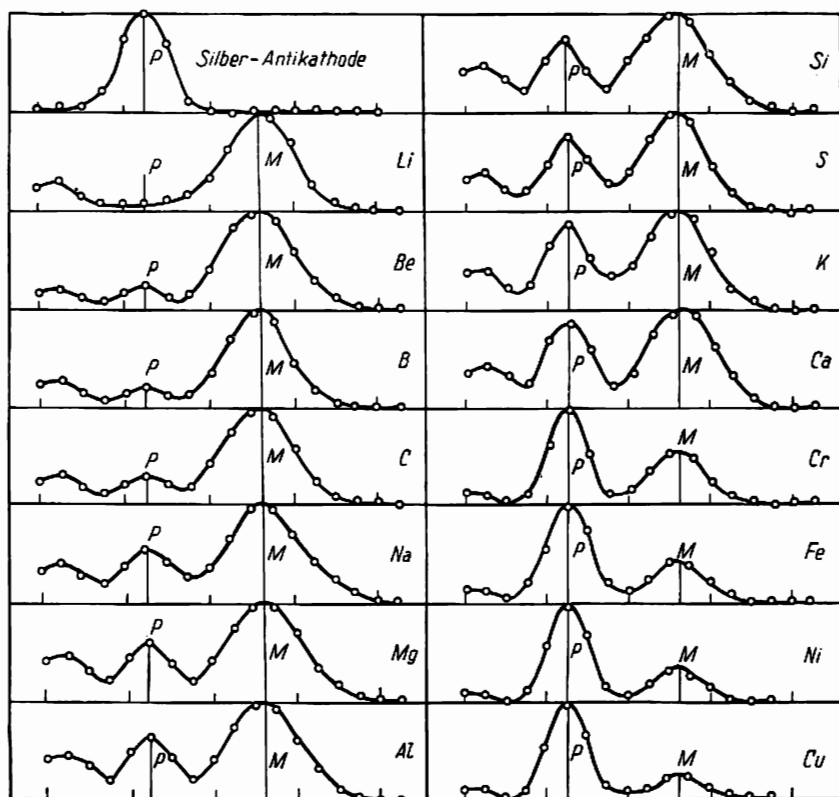 P Silber-Antikathode
P M Li
P M Be
P M B
P M C
P M Na
P M Mg
P M Al
P M Si
P M S
P M K
P M Ca
P M Cr
P M Fe
P M Ni
P M Cu